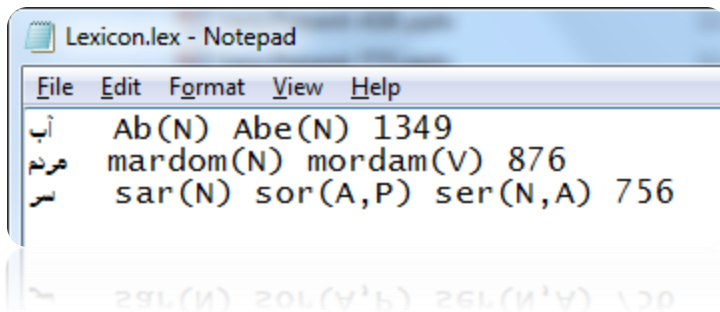 Lexicon.lex - Notepad
File Edit Format View Help
آب Ab(N) Abe(N) 1349
مردم mardom(N) mordam(V) 876
سر sar(N) sor(A,P) ser(N,A) 756